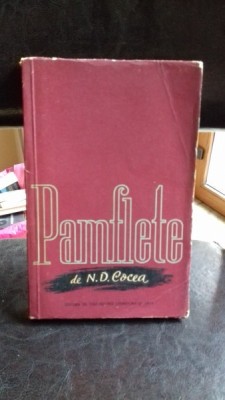 Pamflete
de N. D. Cocea